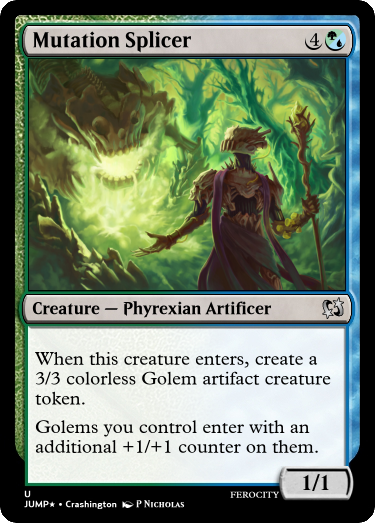 Mutation Splicer 4
Creature — Phyrexian Artificer
When this creature enters, create a
3/3 colorless Golem artifact creature
token.
Golems you control enter with an
additional +1/+1 counter on them.
1/1
U
JUMP★ • Crashington P NICHOLAS
FEROCITY